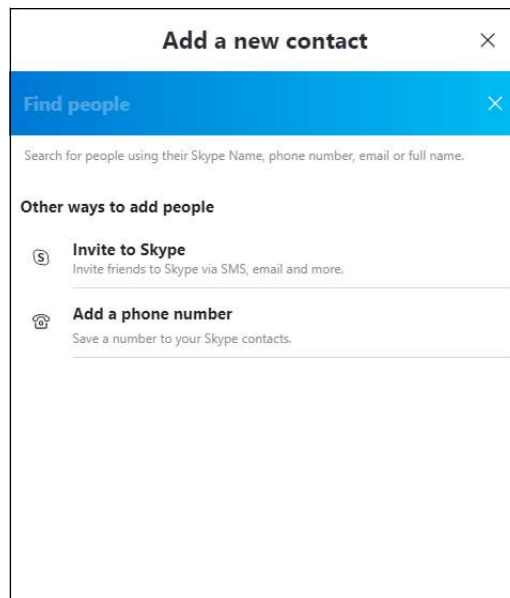 Add a new contact
Find people
Search for people using their Skype Name, phone number, email or full name.
Other ways to add people
Invite to Skype
Invite friends to Skype via SMS, email and more.
Add a phone number
Save a number to your Skype contacts.